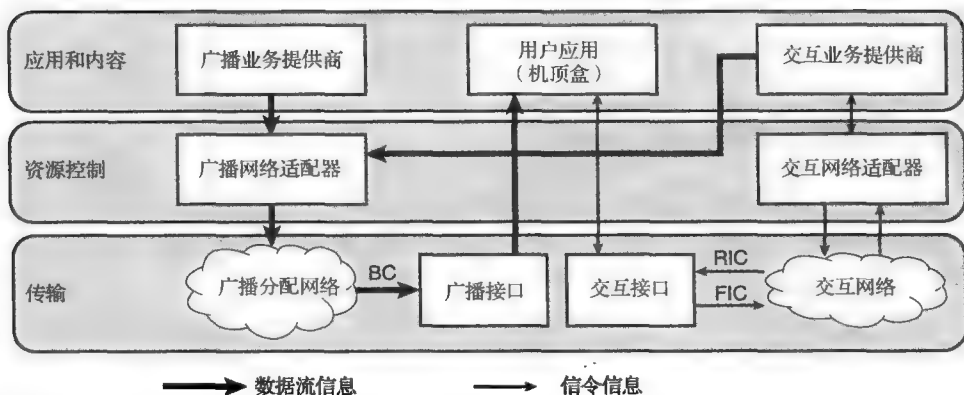 应用和内容
广播业务提供商
用户应用
（机顶盒）
交互业务提供商
资源控制
广播网络适配器
交互网络适配器
传输
广播分配网络
BC
广播接口
交互接口
RIC
FIC
交互网络
数据流信息
信令信息